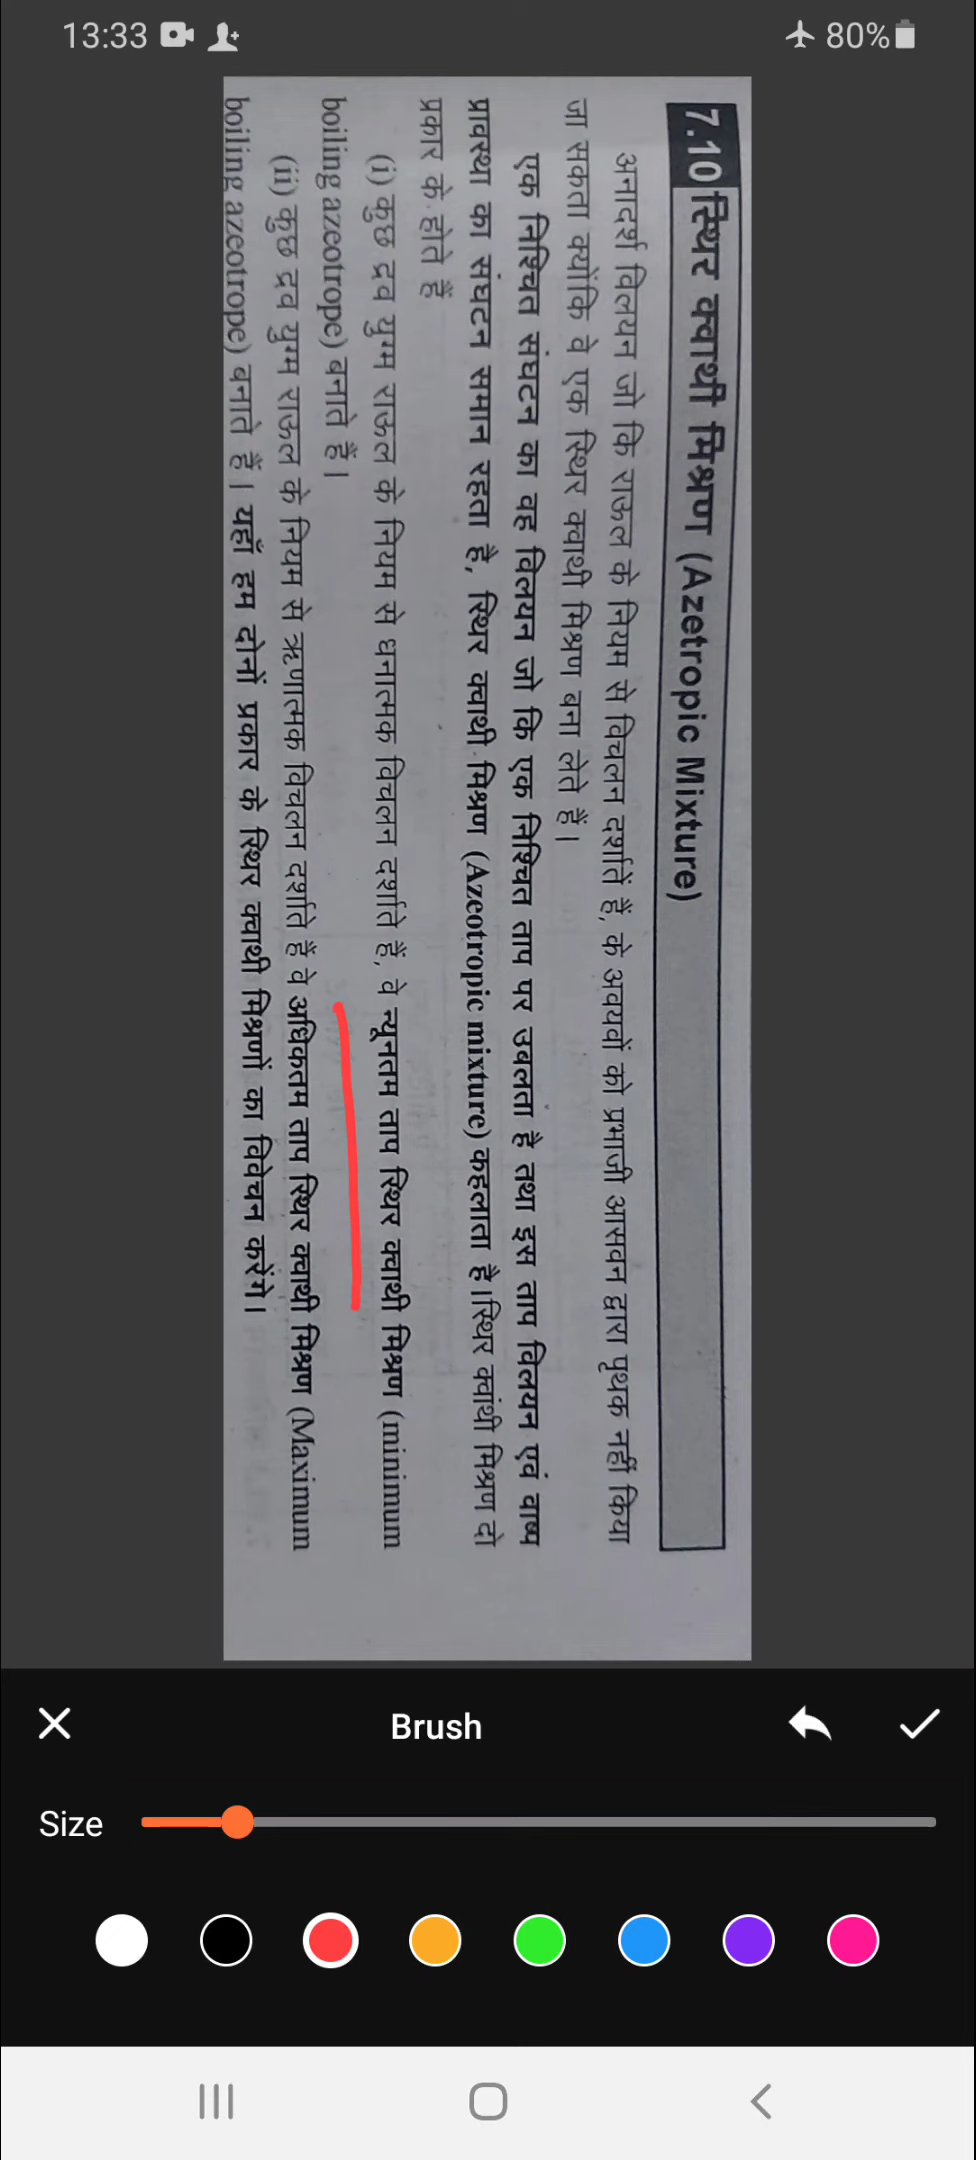 13:33
80%
7.10 स्थिर क्वाथी मिश्रण (Azetropic Mixture)
अनादर्श विलयन जो कि राऊल के नियम से विचलन दर्शाते हैं, के अवयवों को प्रभाजी आसवन द्वारा पृथक नहीं किया
जा सकता क्योंकि वे एक स्थिर क्वाथी मिश्रण बना लेते हैं।
एक निश्चित संघटन का वह विलयन जो कि एक निश्चित ताप पर उबलता है तथा इस ताप विलयन एवं वाष्प
प्रावस्था का संघटन समान रहता है, स्थिर क्वाथी मिश्रण (Azeotropic mixture) कहलाता है।स्थिर क्वाथी मिश्रण दो
प्रकार के होते हैं
(i) कुछ द्रव युग्म राऊल के नियम से धनात्मक विचलन दर्शाते हैं, वे न्यूनतम ताप स्थिर क्वाथी मिश्रण (minimum
boiling azeotrope) बनाते हैं।
(ii) कुछ द्रव युग्म राऊल के नियम से ऋणात्मक विचलन दर्शाते हैं वे अधिकतम ताप स्थिर क्वाथी मिश्रण (Maximum
boiling azeotrope) बनाते हैं। यहाँ हम दोनों प्रकार के स्थिर क्वाथी मिश्रणों का विवेचन करेंगे।
Brush
Size